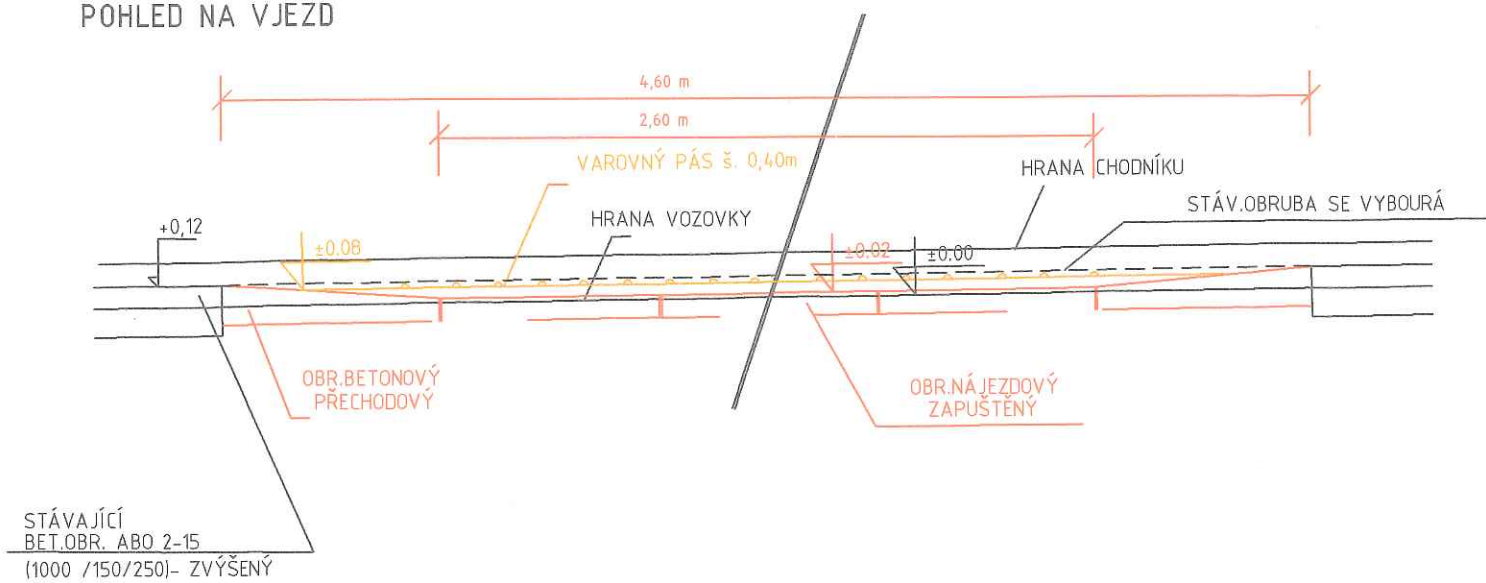 POHLED NA VJEZD
4,60 m
2,60 m
VAROVNÝ PÁS š. 0,40m
HRANA CHODNÍKU
STÁV.OBRUBA SE VYBOURÁ
HRANA VOZOVKY
+0,12
±0.08
±0.02
±0.00
OBR.BETONOVÝ
PŘECHODOVÝ
OBR.NÁJEZDOVÝ
ZAPUŠTĚNÝ
STÁVAJÍCÍ
BET.OBR. ABO 2-15
(1000 /150/250)- ZVÝŠENÝ